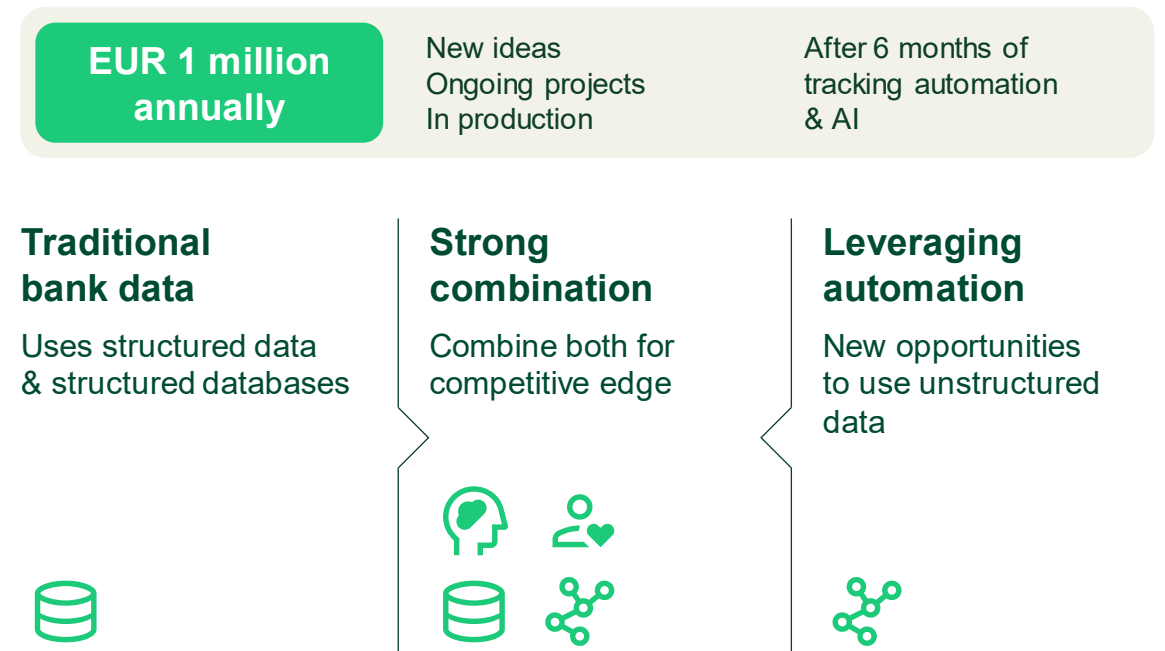 EUR 1 million
annually
New ideas
Ongoing projects
In production
After 6 months of
tracking automation
& AI
Traditional
bank data
Uses structured data
& structured databases
Strong
combination
Combine both for
competitive edge
Leveraging
automation
New opportunities
to use unstructured
data